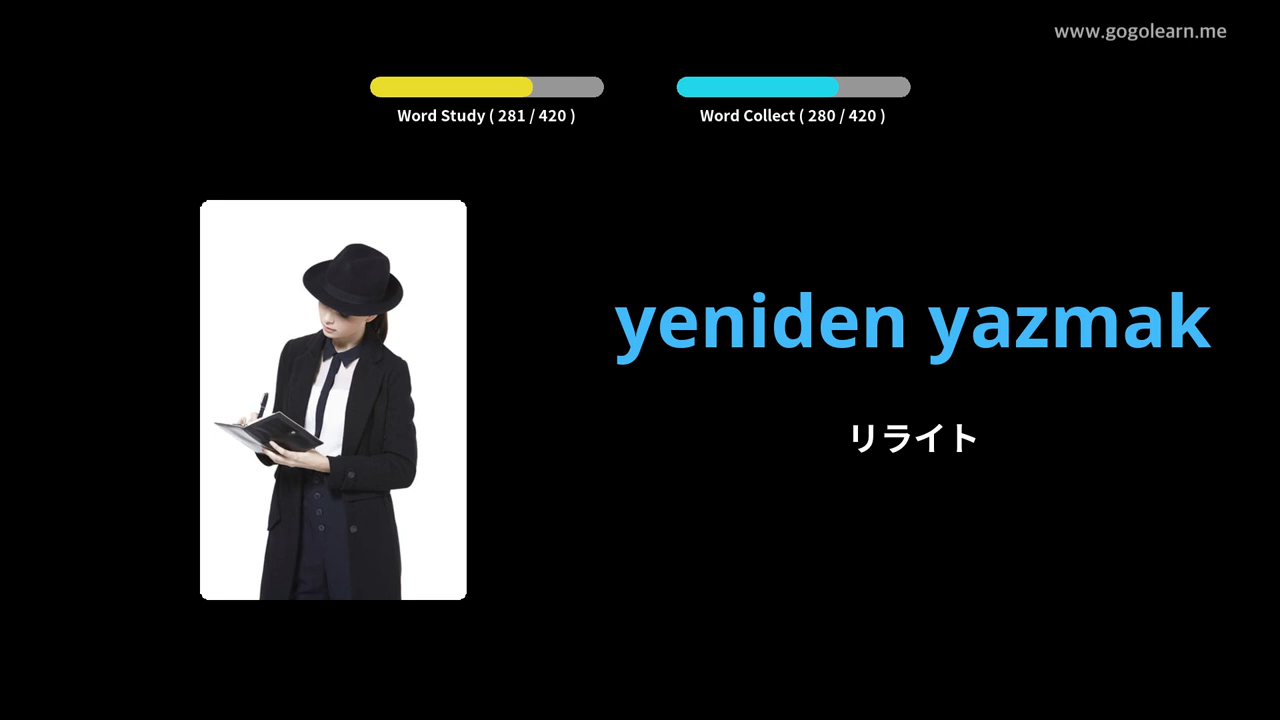 www.gogolearn.me
Word Study ( 281 / 420 )
Word Collect ( 280 / 420 )
yeniden yazmak
リライト